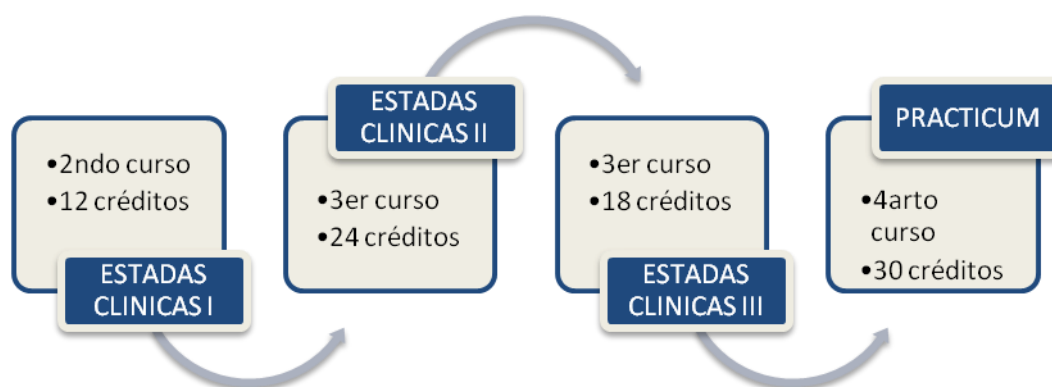 •2ndo curso
•12 créditos
ESTADAS
CLINICAS I
ESTADAS
CLINICAS II
•3er curso
•24 créditos
•3er curso
•18 créditos
ESTADAS
CLINICAS III
PRACTICUM
•4arto
curso
•30 créditos